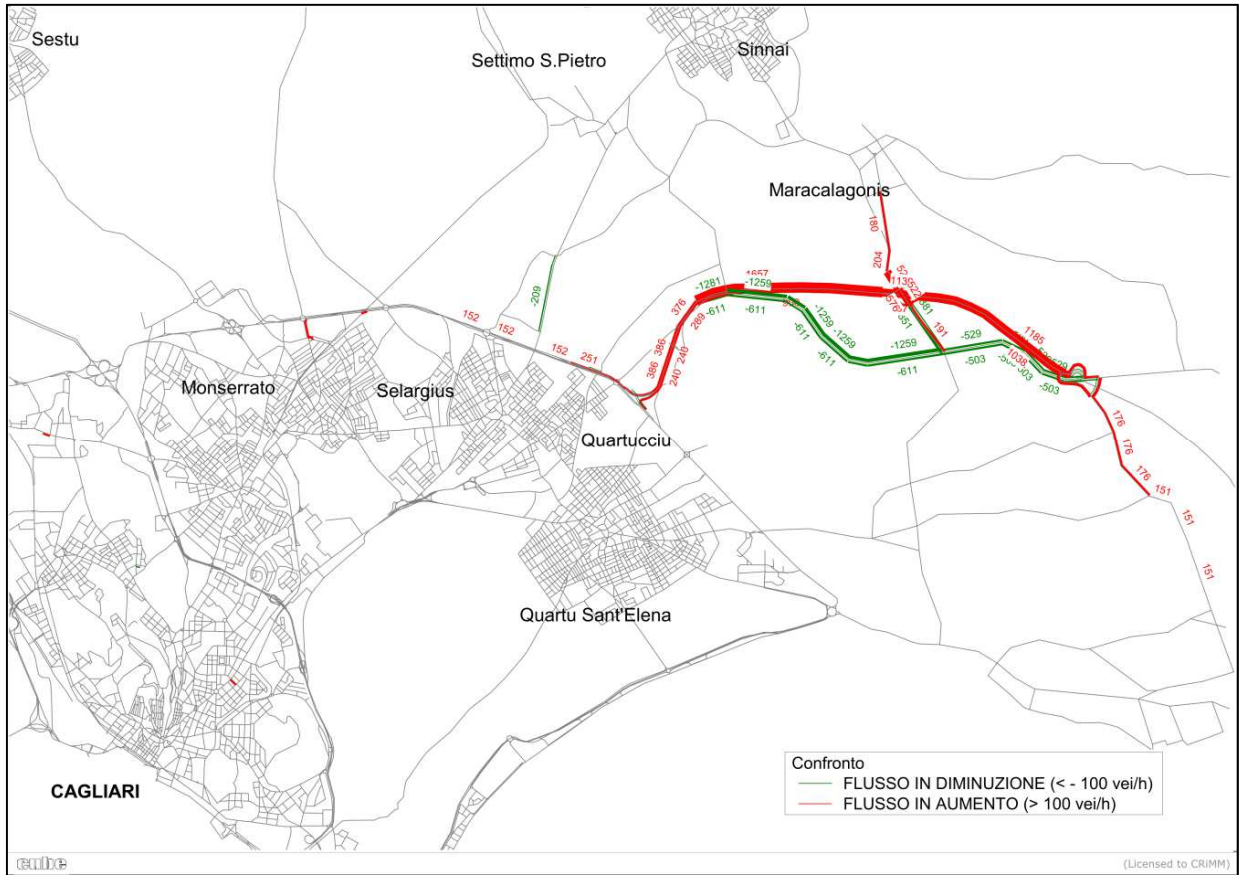 Sestu
Sinnai
Settimo S.Pietro
Maracalagonis
180
204
-209
-1281
-1259
376
289
-611
-611
-1259
-1259
-611
-611
-1259
-611
191
-529
-503
1185
1038
-503
386
386
240
240
152
152
152
251
Monserrato
Selargius
Quartucciu
176
176
176
151
151
151
Quartu Sant'Elena
CAGLIARI
Confronto
FLUSSO IN DIMINUZIONE (< - 100 vei/h)
FLUSSO IN AUMENTO (> 100 vei/h)
cube
(Licensed to CRiMM)